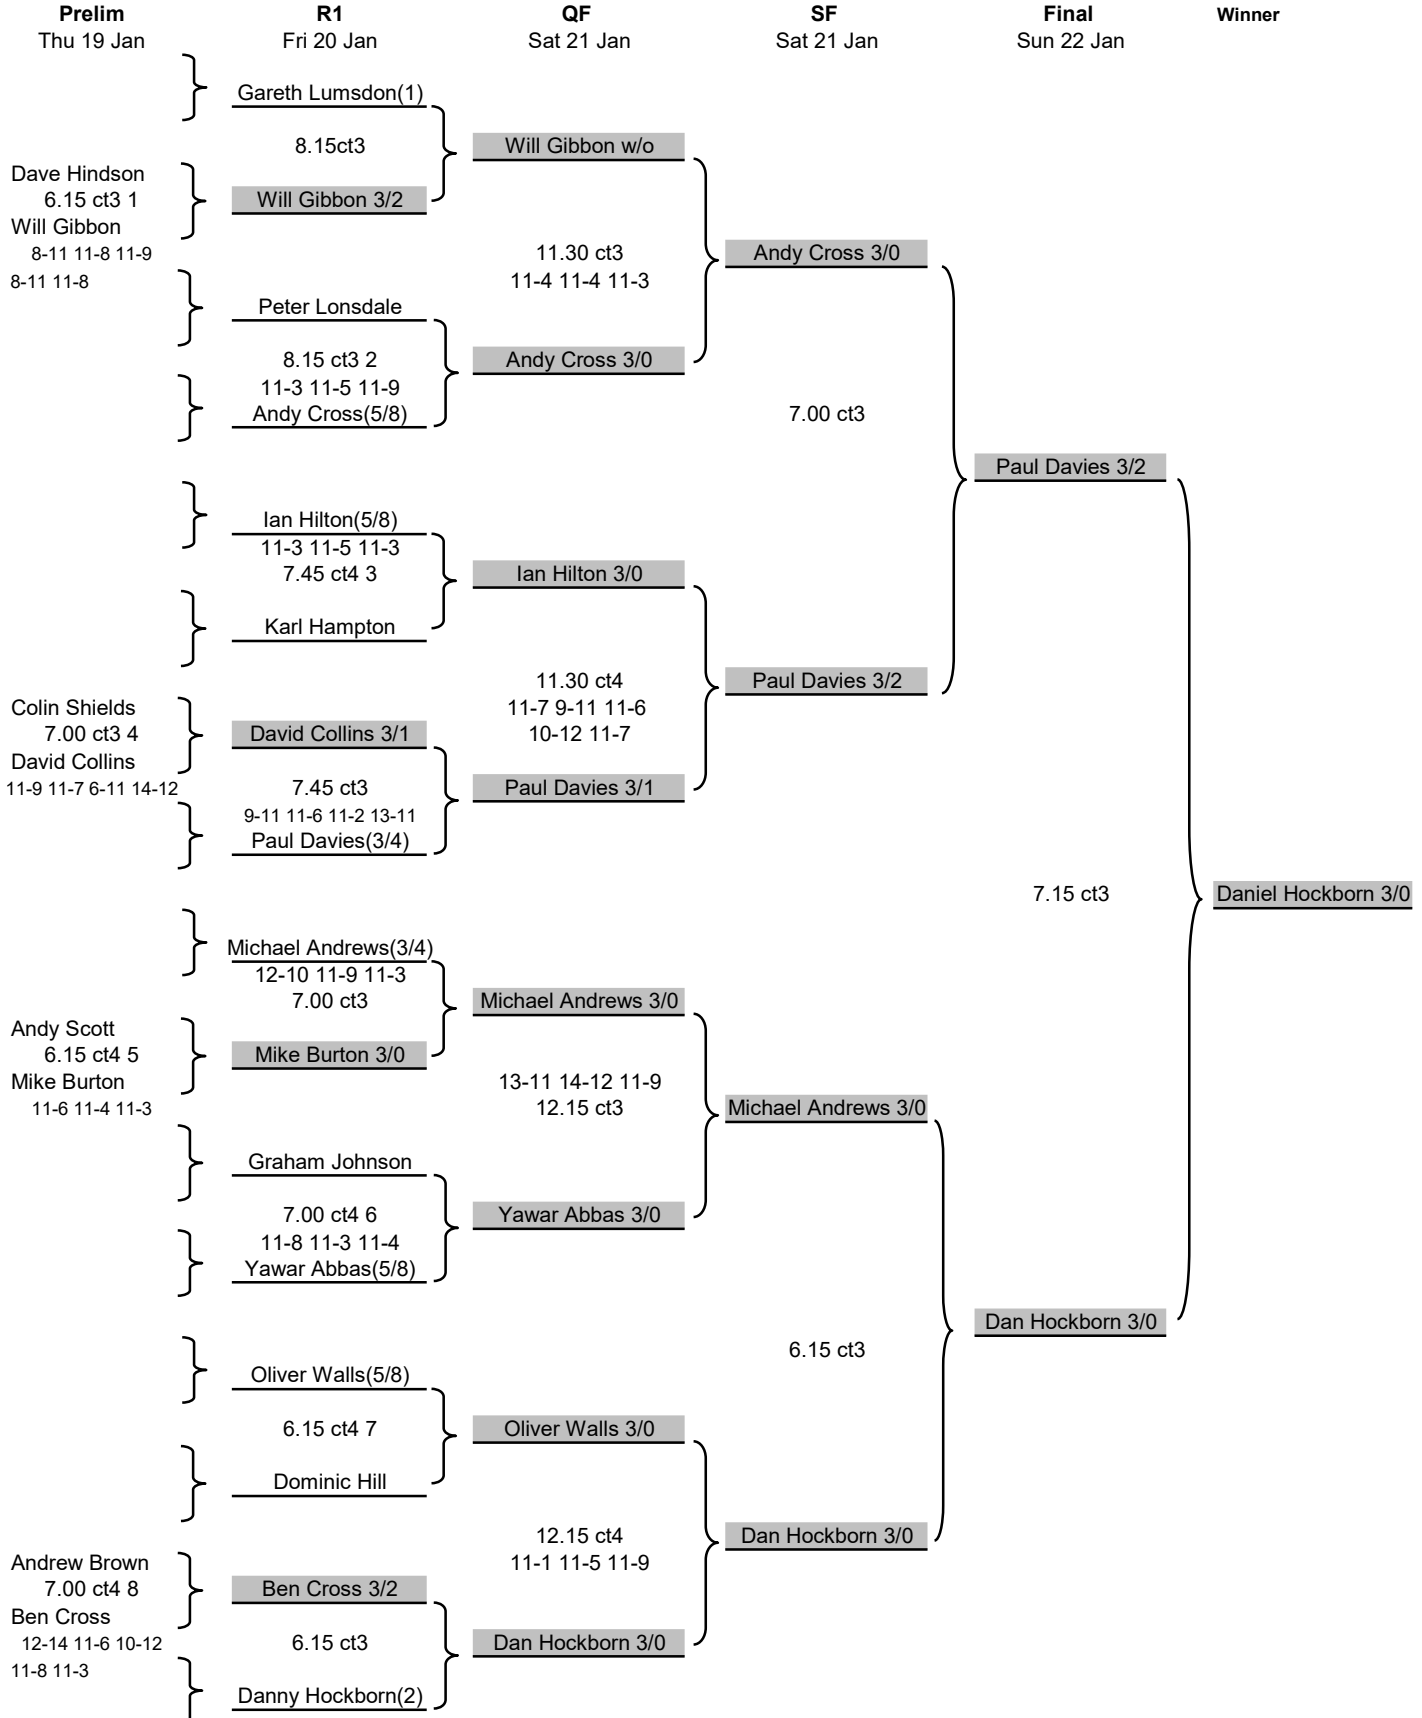 Prelim R1 QF SF Final Winner
Thu 19 Jan Fri 20 Jan Sat 21 Jan Sat 21 Jan Sun 22 Jan
Gareth Lumsdon(1)
8.15ct3 Will Gibbon w/o
Dave Hindson
6.15 ct3 1 Will Gibbon 3/2
Will Gibbon
8-11 11-8 11-9 11.30 ct3 Andy Cross 3/0
8-11 11-8 11-4 11-4 11-3
Peter Lonsdale
8.15 ct3 2 Andy Cross 3/0
11-3 11-5 11-9
Andy Cross(5/8) 7.00 ct3
Paul Davies 3/2
Ian Hilton(5/8)
11-3 11-5 11-3
7.45 ct4 3 Ian Hilton 3/0
Karl Hampton
11.30 ct4 Paul Davies 3/2
Colin Shields 11-7 9-11 11-6
7.00 ct3 4 David Collins 3/1 10-12 11-7
David Collins
11-9 11-7 6-11 14-12 7.45 ct3 Paul Davies 3/1
9-11 11-6 11-2 13-11
Paul Davies(3/4)
7.15 ct3 Daniel Hockborn 3/0
Michael Andrews(3/4)
12-10 11-9 11-3
7.00 ct3 Michael Andrews 3/0
Andy Scott
6.15 ct4 5 Mike Burton 3/0
Mike Burton 13-11 14-12 11-9
11-6 11-4 11-3 12.15 ct3 Michael Andrews 3/0
Graham Johnson
7.00 ct4 6 Yawar Abbas 3/0
11-8 11-3 11-4
Yawar Abbas(5/8)
Dan Hockborn 3/0
6.15 ct3
Oliver Walls(5/8)
6.15 ct4 7 Oliver Walls 3/0
Dominic Hill
12.15 ct4 Dan Hockborn 3/0
Andrew Brown 11-1 11-5 11-9
7.00 ct4 8 Ben Cross 3/2
Ben Cross
12-14 11-6 10-12 6.15 ct3 Dan Hockborn 3/0
11-8 11-3
Danny Hockborn(2)